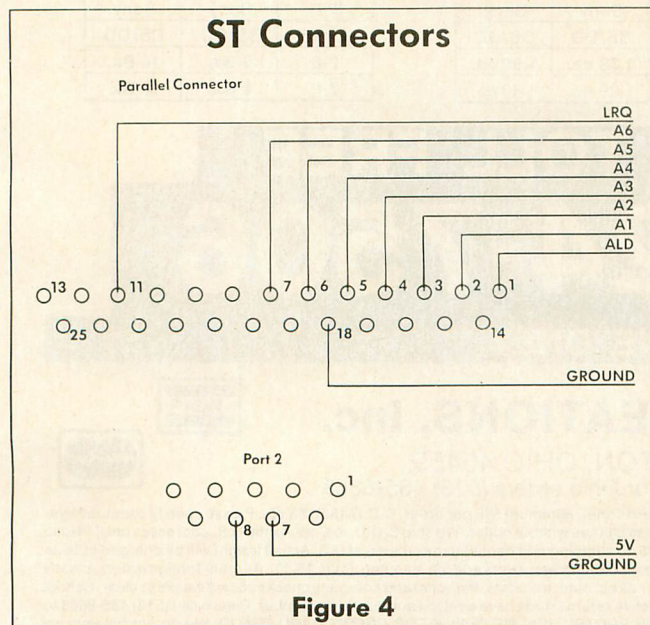 ST Connectors
Parallel Connector
LRQ
A6
A5
A4
A3
A2
A1
ALD
13 11 7 6 5 4 3 2 1
25 18 14
GROUND
Port 2
1
8 7
5V
GROUND
Figure 4